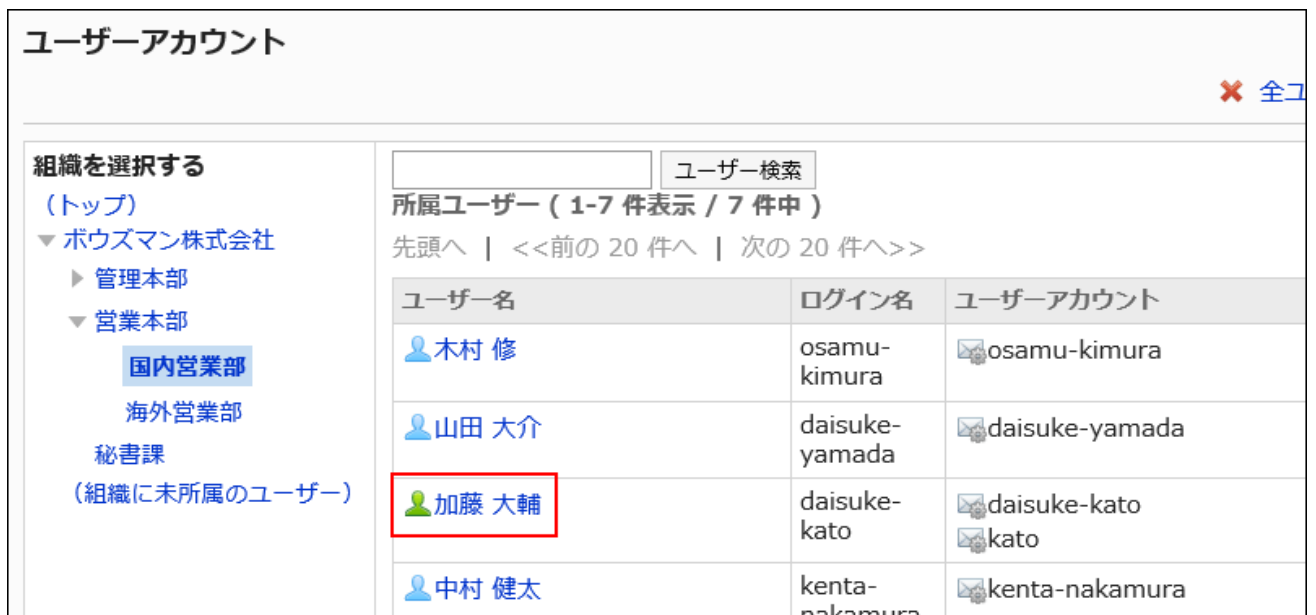 ユーザーアカウント
全ユ
組織を選択する
(トップ)
ボウズマン株式会社
管理本部
営業本部
国内営業部
海外営業部
秘書課
(組織に未所属のユーザー)
ユーザー検索
所属ユーザー ( 1-7 件表示 / 7 件中 )
先頭へ | <<前の 20 件へ | 次の 20 件へ>>
ユーザー名 ログイン名 ユーザーアカウント
木村 修 osamu-kimura osamu-kimura
山田 大介 daisuke-yamada daisuke-yamada
加藤 大輔 daisuke-kato daisuke-kato
kato
中村 健太 kenta-nakamura kenta-nakamura